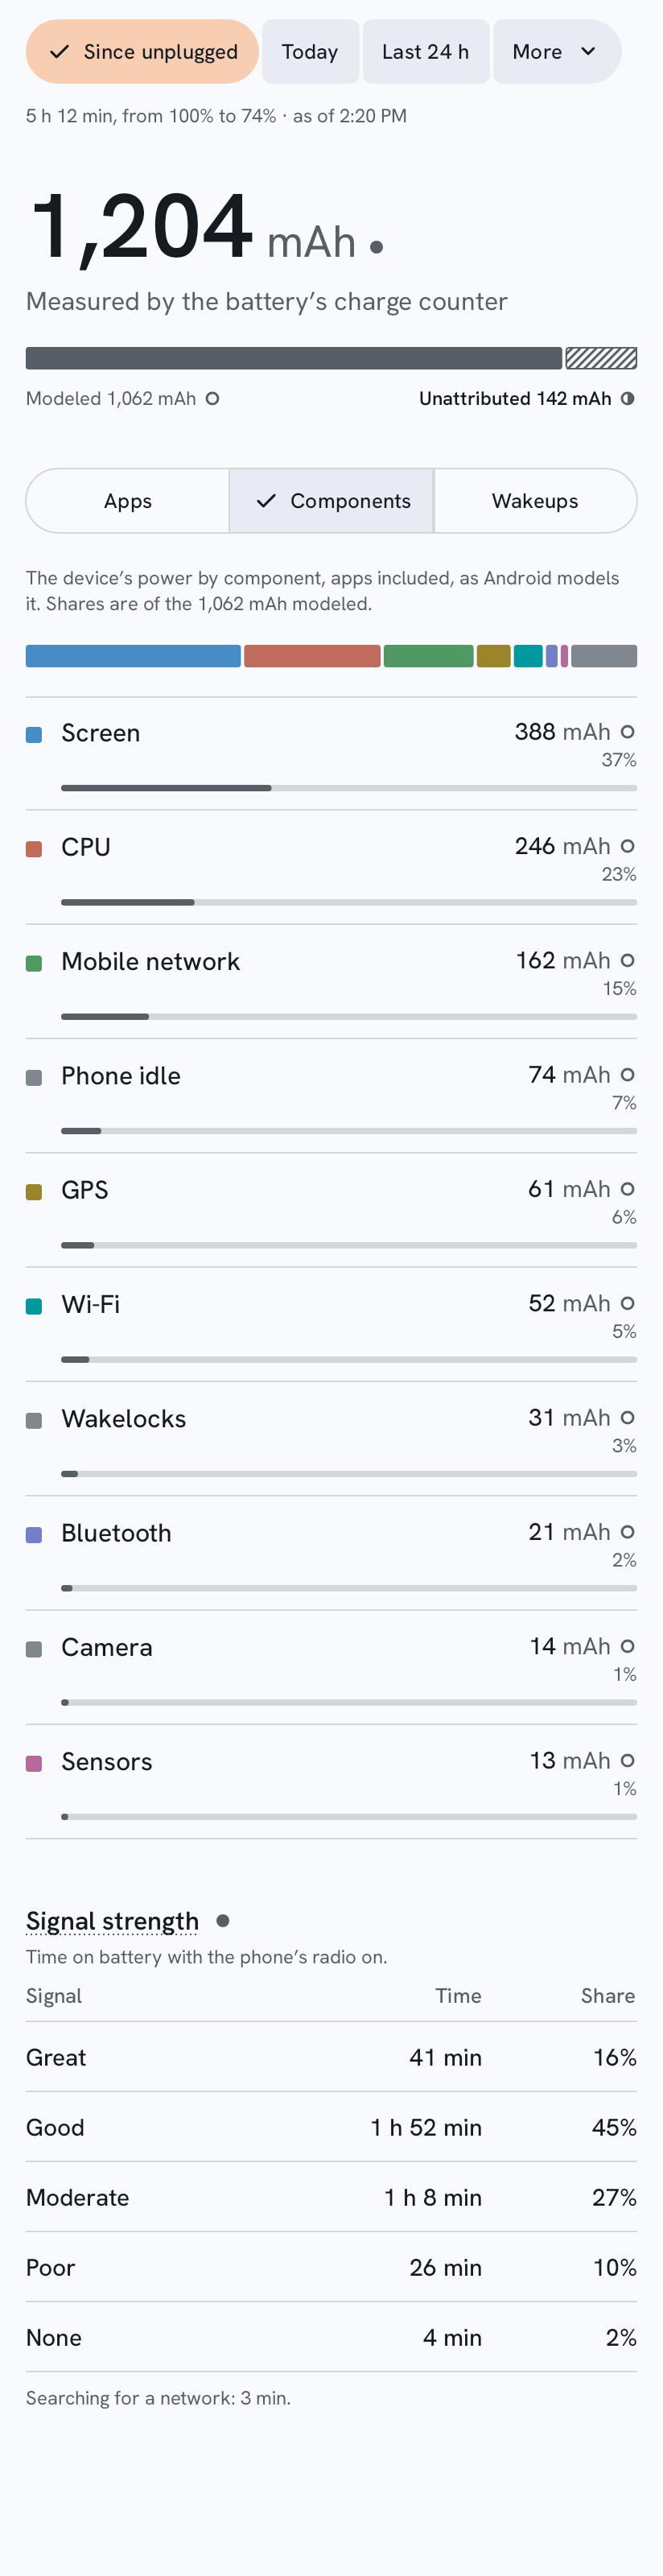 Since unplugged Today Last 24 h More
5 h 12 min, from 100% to 74% · as of 2:20 PM
1,204 mAh
Measured by the battery’s charge counter
Modeled 1,062 mAh Unattributed 142 mAh
Apps Components Wakeups
The device’s power by component, apps included, as Android models
it. Shares are of the 1,062 mAh modeled.
Screen 388 mAh
37%
CPU 246 mAh
23%
Mobile network 162 mAh
15%
Phone idle 74 mAh
7%
GPS 61 mAh
6%
Wi-Fi 52 mAh
5%
Wakelocks 31 mAh
3%
Bluetooth 21 mAh
2%
Camera 14 mAh
1%
Sensors 13 mAh
1%
Signal strength
Time on battery with the phone’s radio on.
Signal Time Share
Great 41 min 16%
Good 1 h 52 min 45%
Moderate 1 h 8 min 27%
Poor 26 min 10%
None 4 min 2%
Searching for a network: 3 min.